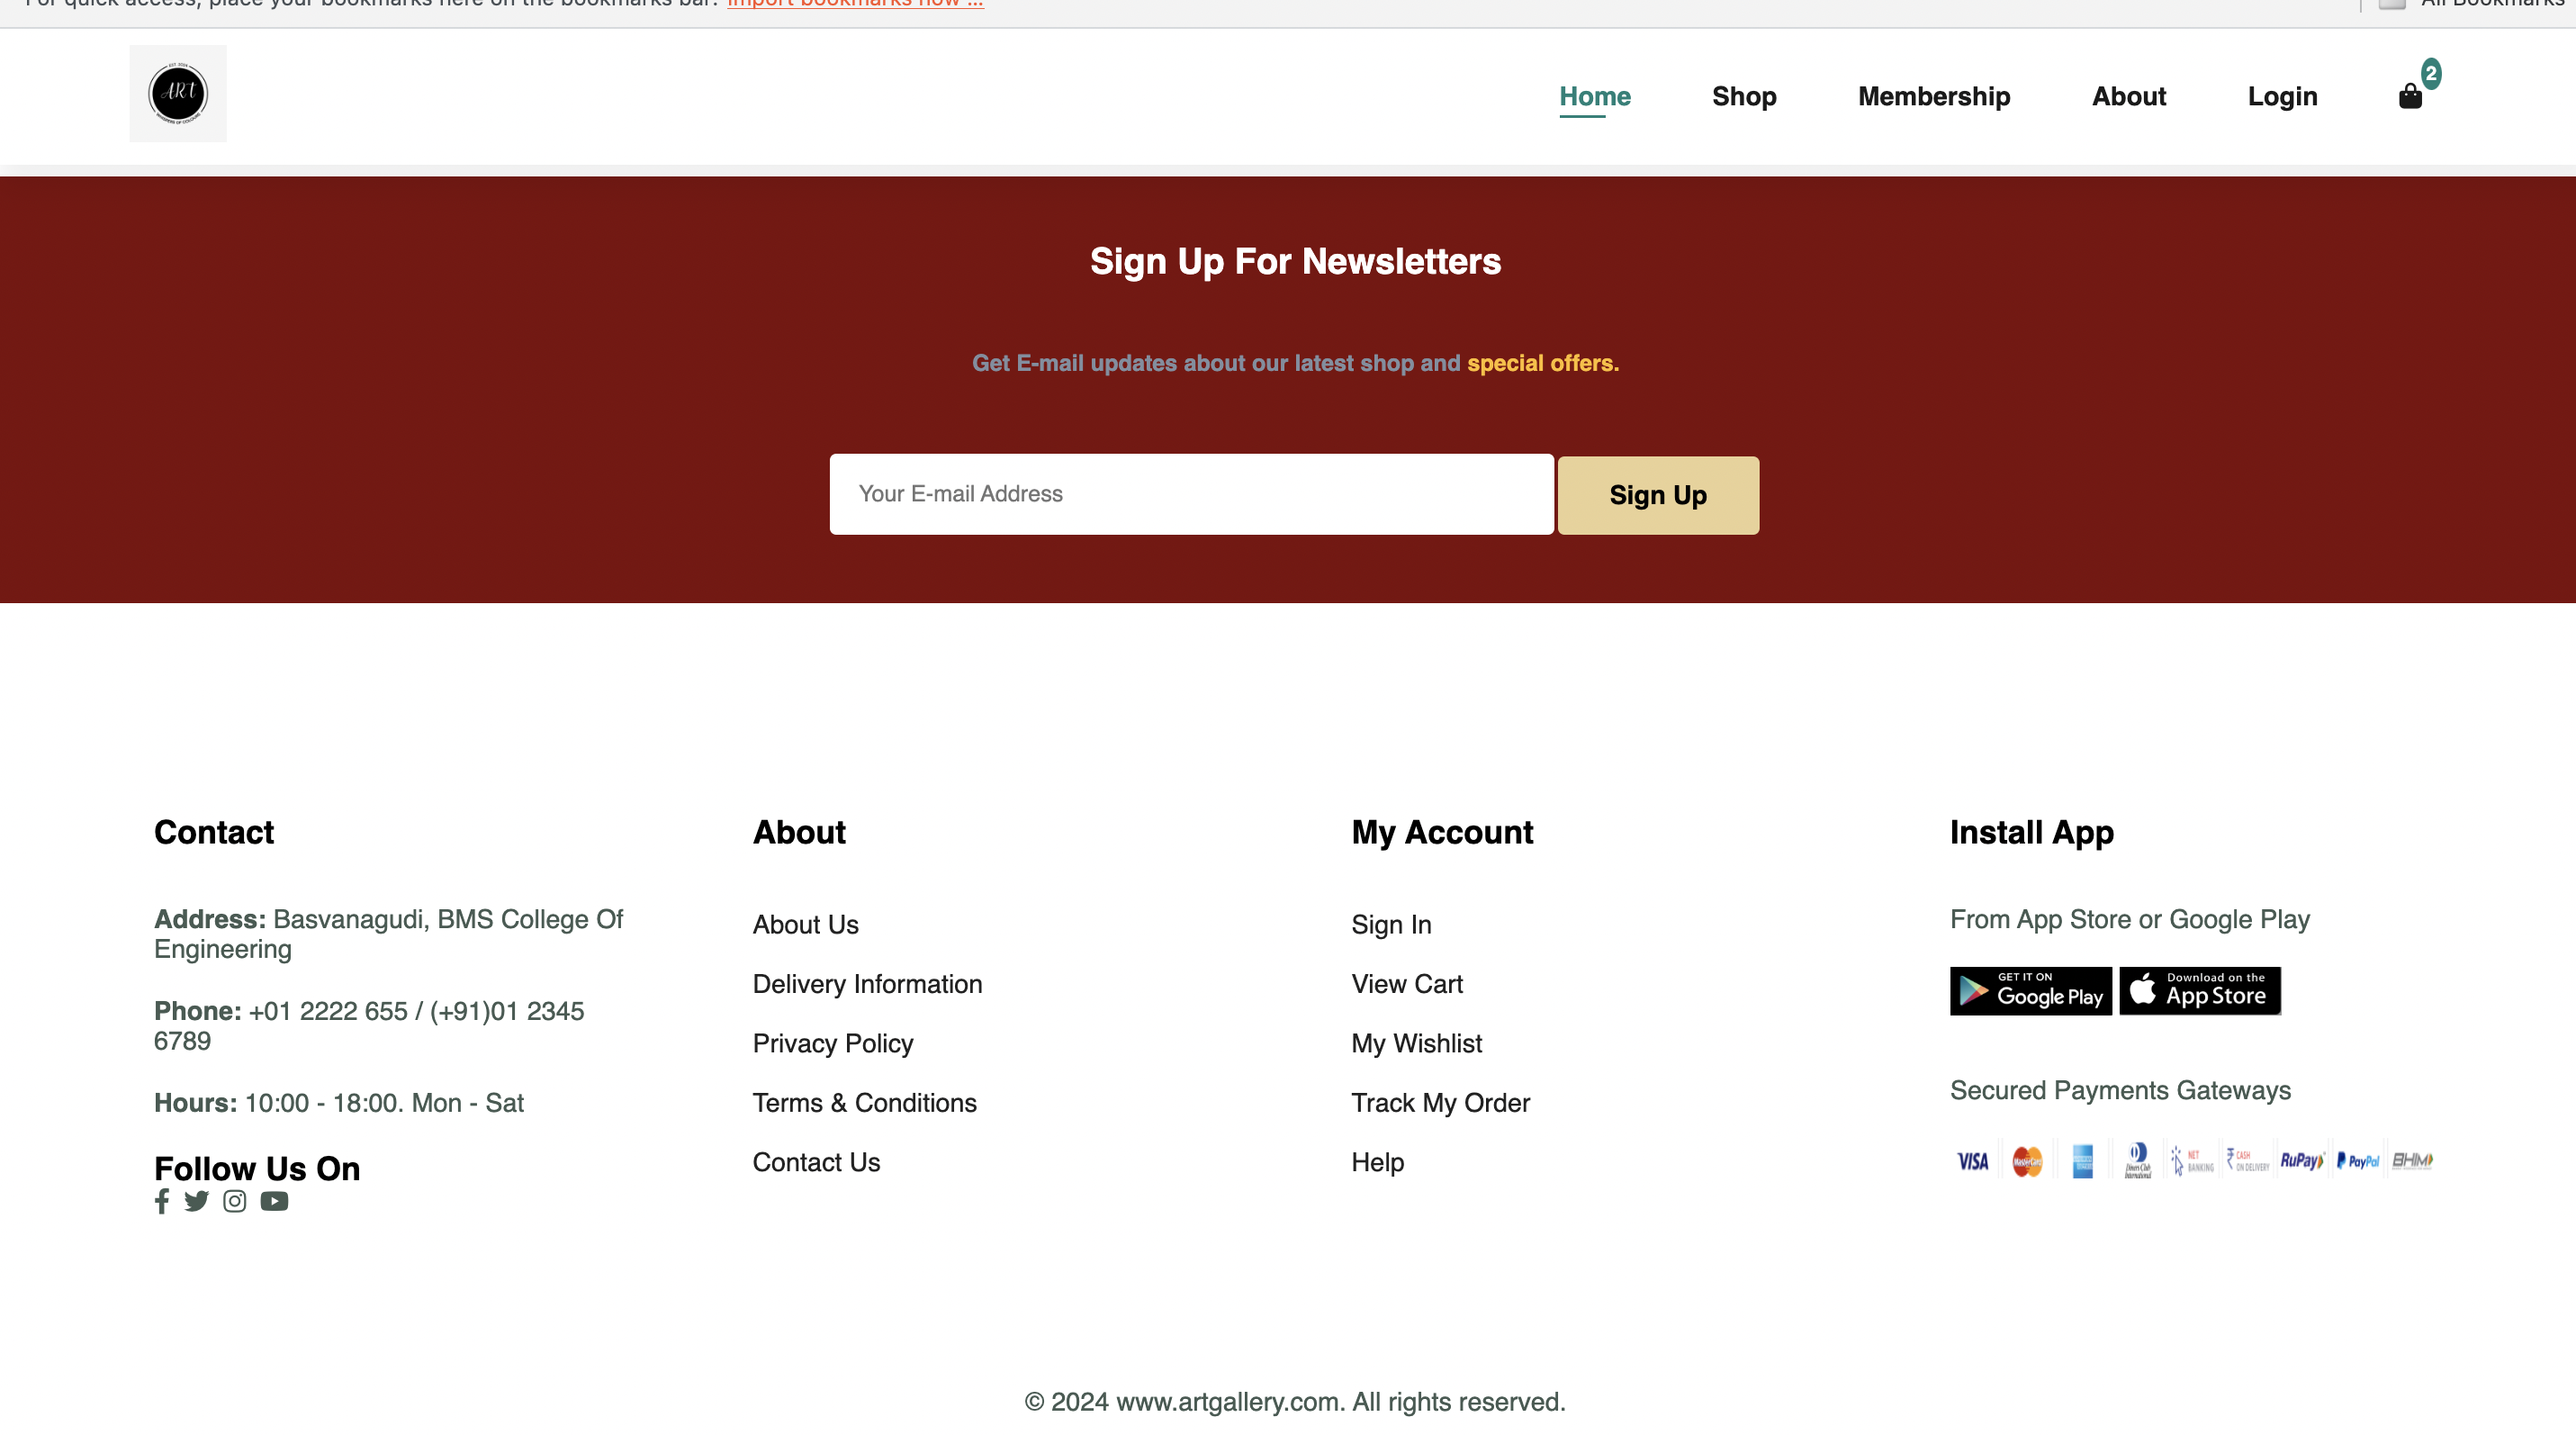 For quick access, place your bookmarks here on the bookmarks bar. Import bookmarks now ...
All Bookmarks
ART
Home
Shop
Membership
About
Login
2
Sign Up For Newsletters
Get E-mail updates about our latest shop and special offers.
Your E-mail Address
Sign Up
Contact
Address: Basvanagudi, BMS College Of
Engineering
Phone: +01 2222 655 / (+91)01 2345
6789
Hours: 10:00 - 18:00. Mon - Sat
Follow Us On
About
About Us
Delivery Information
Privacy Policy
Terms & Conditions
Contact Us
My Account
Sign In
View Cart
My Wishlist
Track My Order
Help
Install App
From App Store or Google Play
GET IT ON
Google Play
Download on the
App Store
Secured Payments Gateways
VISA
MasterCard
NET
BANKING
CASH
ON DELIVERY
RuPay
PayPal
BHIM
Diners Club
International
© 2024 www.artgallery.com. All rights reserved.